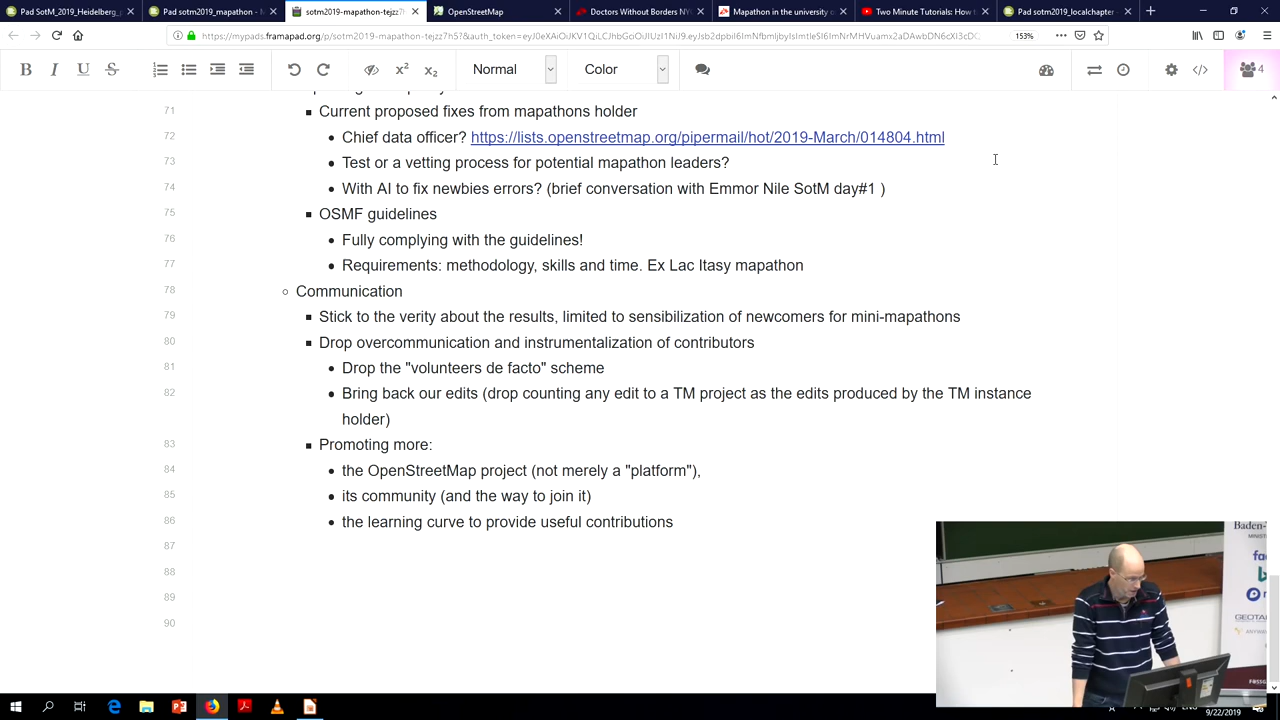 Pad SoTM_2019_Heidelberg_
Pad sotm2019_mapathon - M
sotm2019-mapathon-tejzz7h
OpenStreetMap
Doctors Without Borders NY
Mapathon in the university
Two Minute Tutorials: How t
Pad sotm2019_localchapter -
153%
Normal
Color
4
71 Current proposed fixes from mapathons holder
72 Chief data officer? https://lists.openstreetmap.org/pipermail/hot/2019-March/014804.html
73 Test or a vetting process for potential mapathon leaders?
74 With AI to fix newbies errors? (brief conversation with Emmor Nile SotM day#1 )
75 OSMF guidelines
76 Fully complying with the guidelines!
77 Requirements: methodology, skills and time. Ex Lac Itasy mapathon
78 Communication
79 Stick to the verity about the results, limited to sensibilization of newcomers for mini-mapathons
80 Drop overcommunication and instrumentalization of contributors
81 Drop the "volunteers de facto" scheme
82 Bring back our edits (drop counting any edit to a TM project as the edits produced by the TM instance
holder)
83 Promoting more:
84 the OpenStreetMap project (not merely a "platform"),
85 its community (and the way to join it)
86 the learning curve to provide useful contributions
87
88
89
90
Baden-
MINIS
GEOTA
FOSSG
9/22/2019